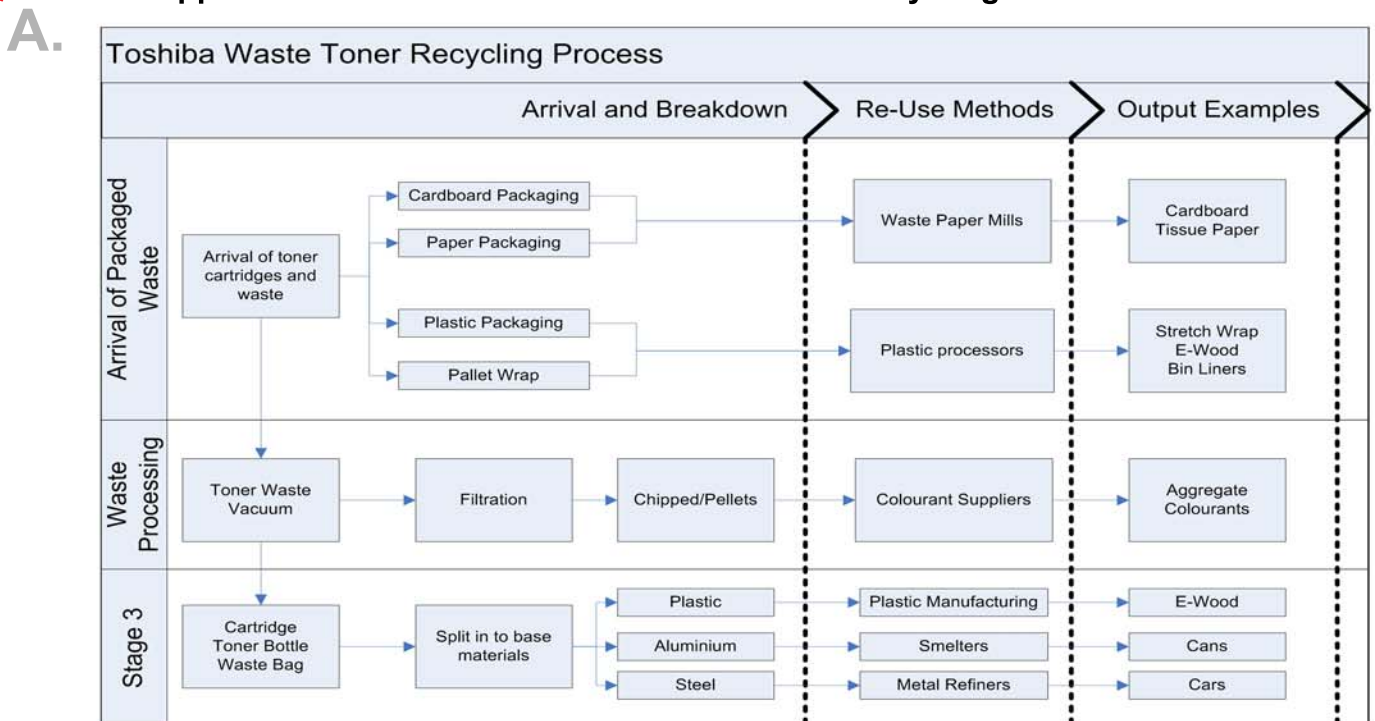 A.
Toshiba Waste Toner Recycling Process
Arrival and Breakdown
Re-Use Methods
Output Examples
Arrival of Packaged
Waste
Arrival of toner
cartridges and
waste
Cardboard Packaging
Paper Packaging
Plastic Packaging
Pallet Wrap
Waste Paper Mills
Plastic processors
Cardboard
Tissue Paper
Stretch Wrap
E-Wood
Bin Liners
Waste
Processing
Toner Waste
Vacuum
Filtration
Chipped/Pellets
Colourant Suppliers
Aggregate
Colourants
Stage 3
Cartridge
Toner Bottle
Waste Bag
Split in to base
materials
Plastic
Plastic Manufacturing
E-Wood
Aluminium
Smelters
Cans
Steel
Metal Refiners
Cars